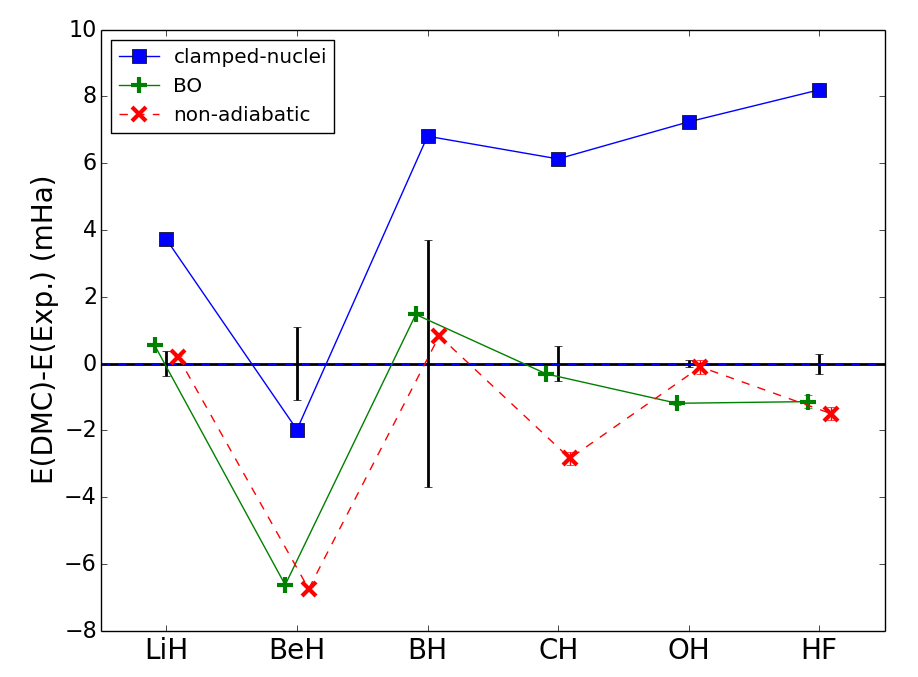 10
8
6
4
2
0
−2
−4
−6
−8
E(DMC)-E(Exp.) (mHa)
clamped-nuclei
BO
non-adiabatic
LiH BeH BH CH OH HF